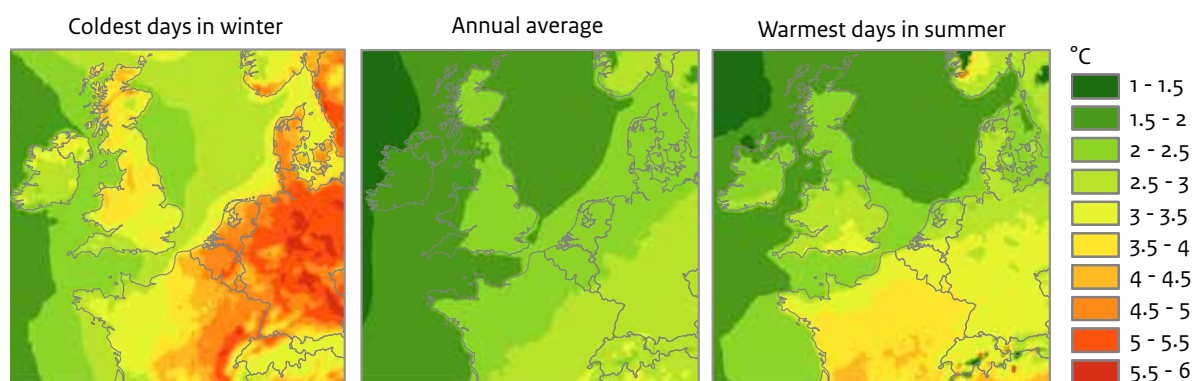 Coldest days in winter
Annual average
Warmest days in summer
°C
1 - 1.5
1.5 - 2
2 - 2.5
2.5 - 3
3 - 3.5
3.5 - 4
4 - 4.5
4.5 - 5
5 - 5.5
5.5 - 6